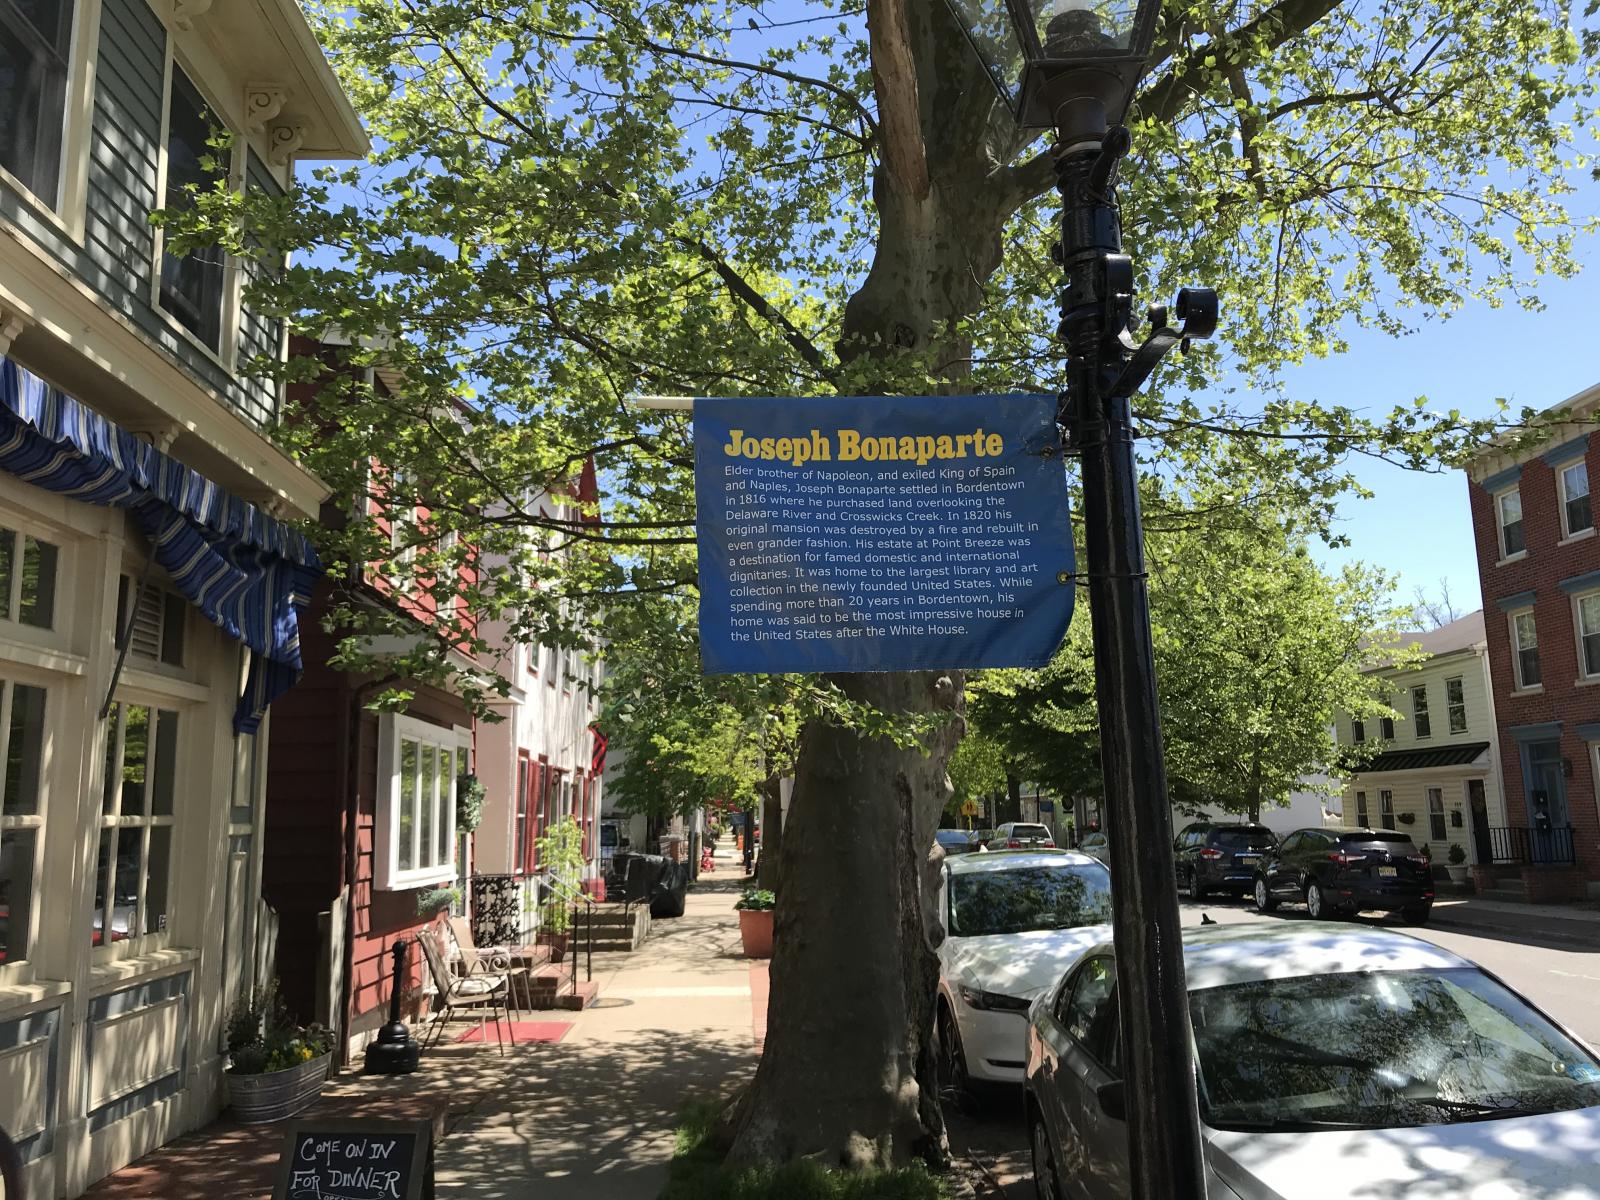 Joseph Bonaparte
Elder brother of Napoleon, and exiled King of Spain
and Naples, Joseph Bonaparte settled in Bordentown
in 1816 where he purchased land overlooking the
Delaware River and Crosswicks Creek. In 1820 his
original mansion was destroyed by a fire and rebuilt in
even grander fashion. His estate at Point Breeze was
a destination for famed domestic and international
dignitaries. It was home to the largest library and art
collection in the newly founded United States. While
spending more than 20 years in Bordentown, his
home was said to be the most impressive house in
the United States after the White House.
COME ON IN
FOR DINNER